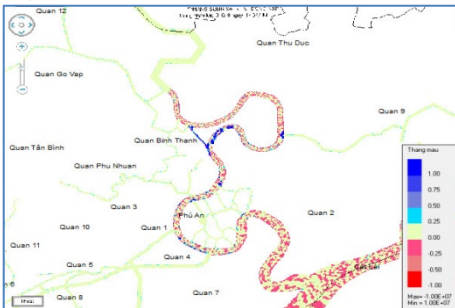 Quan 12
Quan Thu Duc
Quan Go Vap
Quan 9
Quan Binh Thanh
Quan Tân Bình
Quan Phu Nhuan
Thang mau
1.00
0.75
0.50
0.25
0.00
-0.25
-0.50
-1.00
Max= -1.00E+07
Min = 1.00E+07
Quan 3
Phú An
Quan 2
Quan 10
Quan 1
Quan 11
Quan 4
Cat Lai
Quan 5
Quan 7
Quan 8